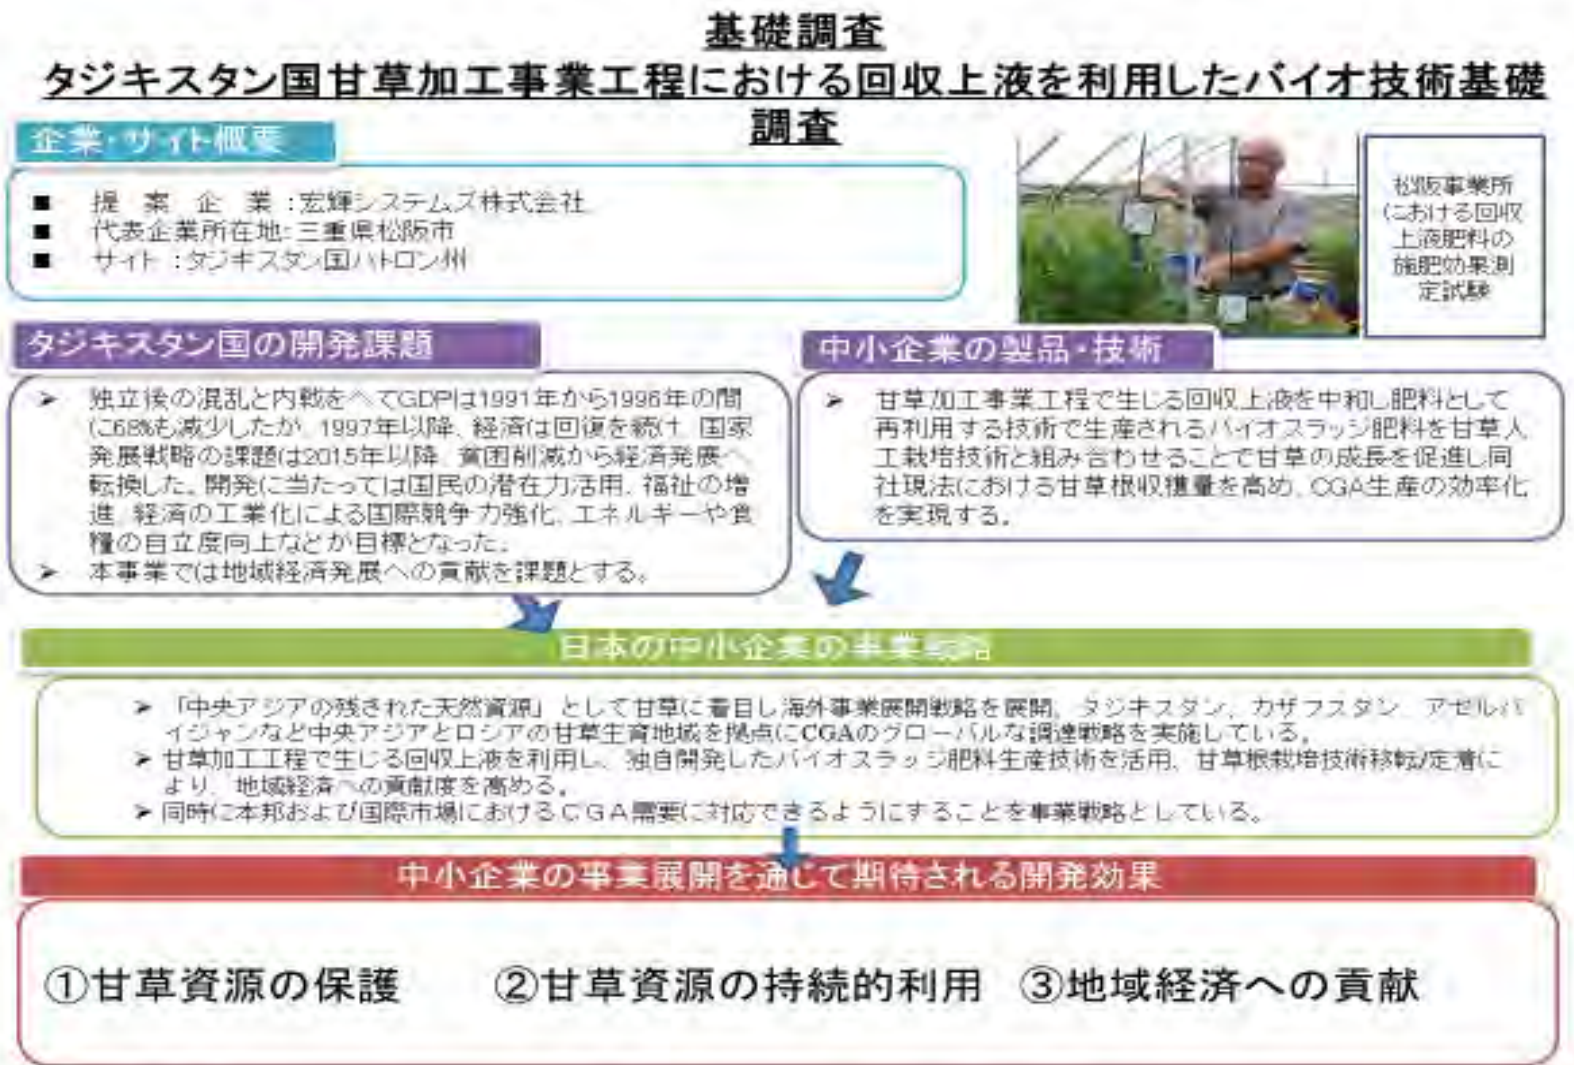 基礎調査
タジキスタン国甘草加工事業工程における回収上液を利用したバイオ技術基礎
調査
企業・サイト概要
■ 提 案 企 業 :宏輝システムズ株式会社
■ 代表企業所在地:三重県松阪市
■ サイト :タジキスタン国ハトロン州
松阪事業所
における回収
上液肥料の
施肥効果測
定試験
タジキスタン国の開発課題
➢ 独立後の混乱と内戦をへてGDPは1991年から1996年の間
に68%も減少したが、1997年以降、経済は回復を続け、国家
発展戦略の課題は2015年以降、貧困削減から経済発展へ
転換した。開発に当たっては国民の潜在力活用、福祉の増
進、経済の工業化による国際競争力強化、エネルギーや食
糧の自立度向上などが目標となった。
➢ 本事業では地域経済発展への貢献を課題とする。
中小企業の製品・技術
➢ 甘草加工事業工程で生じる回収上液を中和し肥料として
再利用する技術で生産されるバイオスラッジ肥料を甘草人
工栽培技術と組み合わせることで甘草の成長を促進し同
社現法における甘草根収穫量を高め、CGA生産の効率化
を実現する。
日本の中小企業の事業戦略
➢ 「中央アジアの残された天然資源」として甘草に着目し海外事業展開戦略を展開、タジキスタン、カザフスタン、アゼルバ
イジャンなど中央アジアとロシアの甘草生育地域を拠点にCGAのグローバルな調達戦略を実施している。
➢ 甘草加工工程で生じる回収上液を利用し、独自開発したバイオスラッジ肥料生産技術を活用、甘草根栽培技術移転/定着に
より、地域経済への貢献度を高める。
➢ 同時に本邦および国際市場におけるCGA需要に対応できるようにすることを事業戦略としている。
中小企業の事業展開を通じて期待される開発効果
①甘草資源の保護 ②甘草資源の持続的利用 ③地域経済への貢献